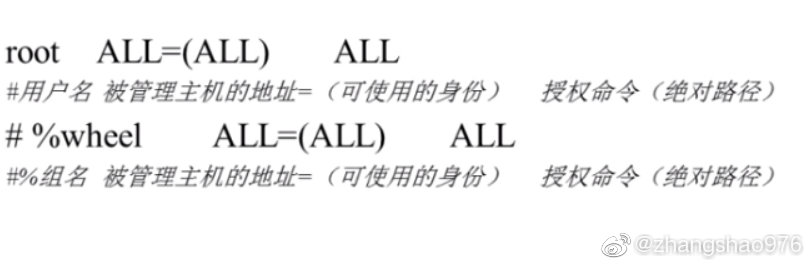 root ALL=(ALL) ALL
#用户名 被管理主机的地址=（可使用的身份） 授权命令（绝对路径）
# %wheel ALL=(ALL) ALL
#%组名 被管理主机的地址=（可使用的身份） 授权命令（绝对路径）
@zhangshao976